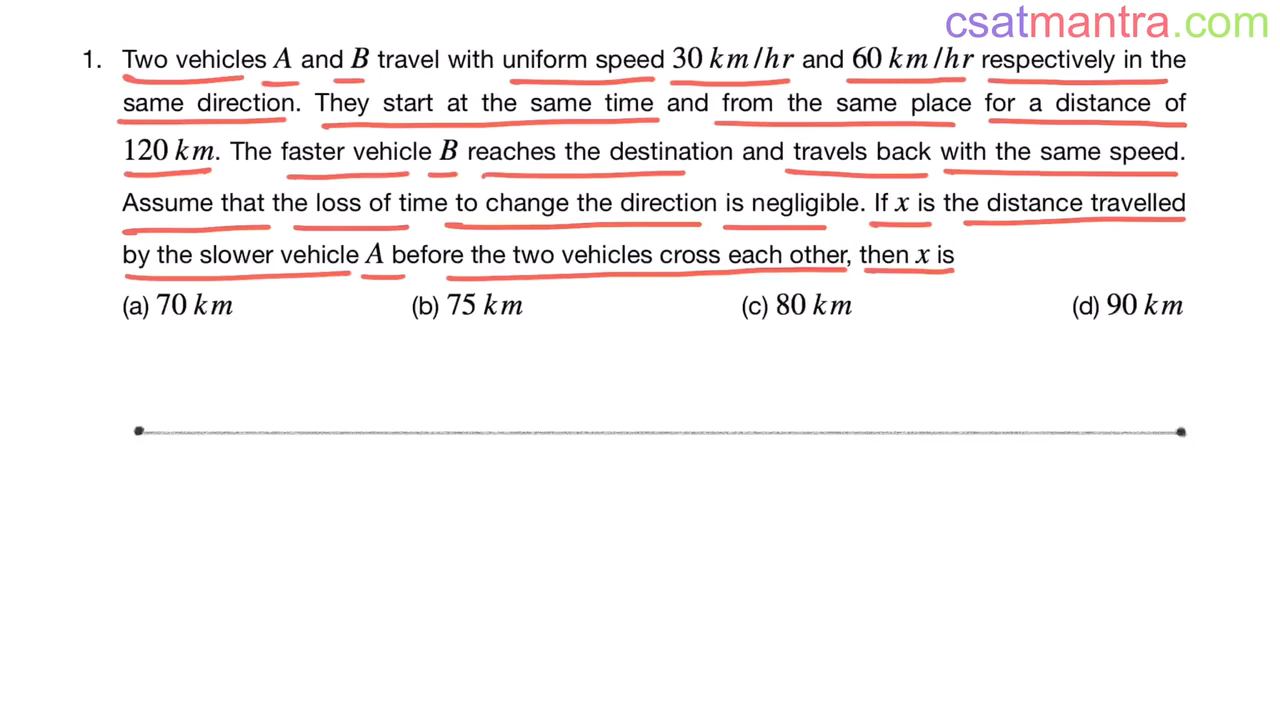 csatmantra.com
1. Two vehicles A and B travel with uniform speed 30 km/hr and 60 km/hr respectively in the
same direction. They start at the same time and from the same place for a distance of
120 km. The faster vehicle B reaches the destination and travels back with the same speed.
Assume that the loss of time to change the direction is negligible. If x is the distance travelled
by the slower vehicle A before the two vehicles cross each other, then x is
(a) 70 km (b) 75 km (c) 80 km (d) 90 km